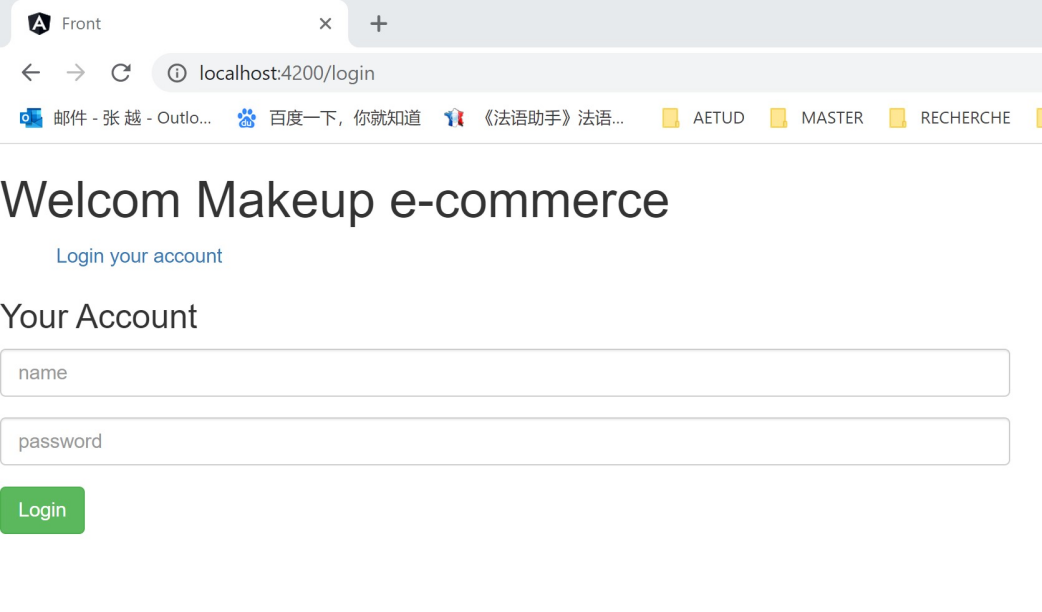 Front
localhost:4200/login
邮件 - 张 越 - Outlo... 百度一下，你就知道 《法语助手》法语... AETUD MASTER RECHERCHE
Welcom Makeup e-commerce
Login your account
Your Account
name
password
Login